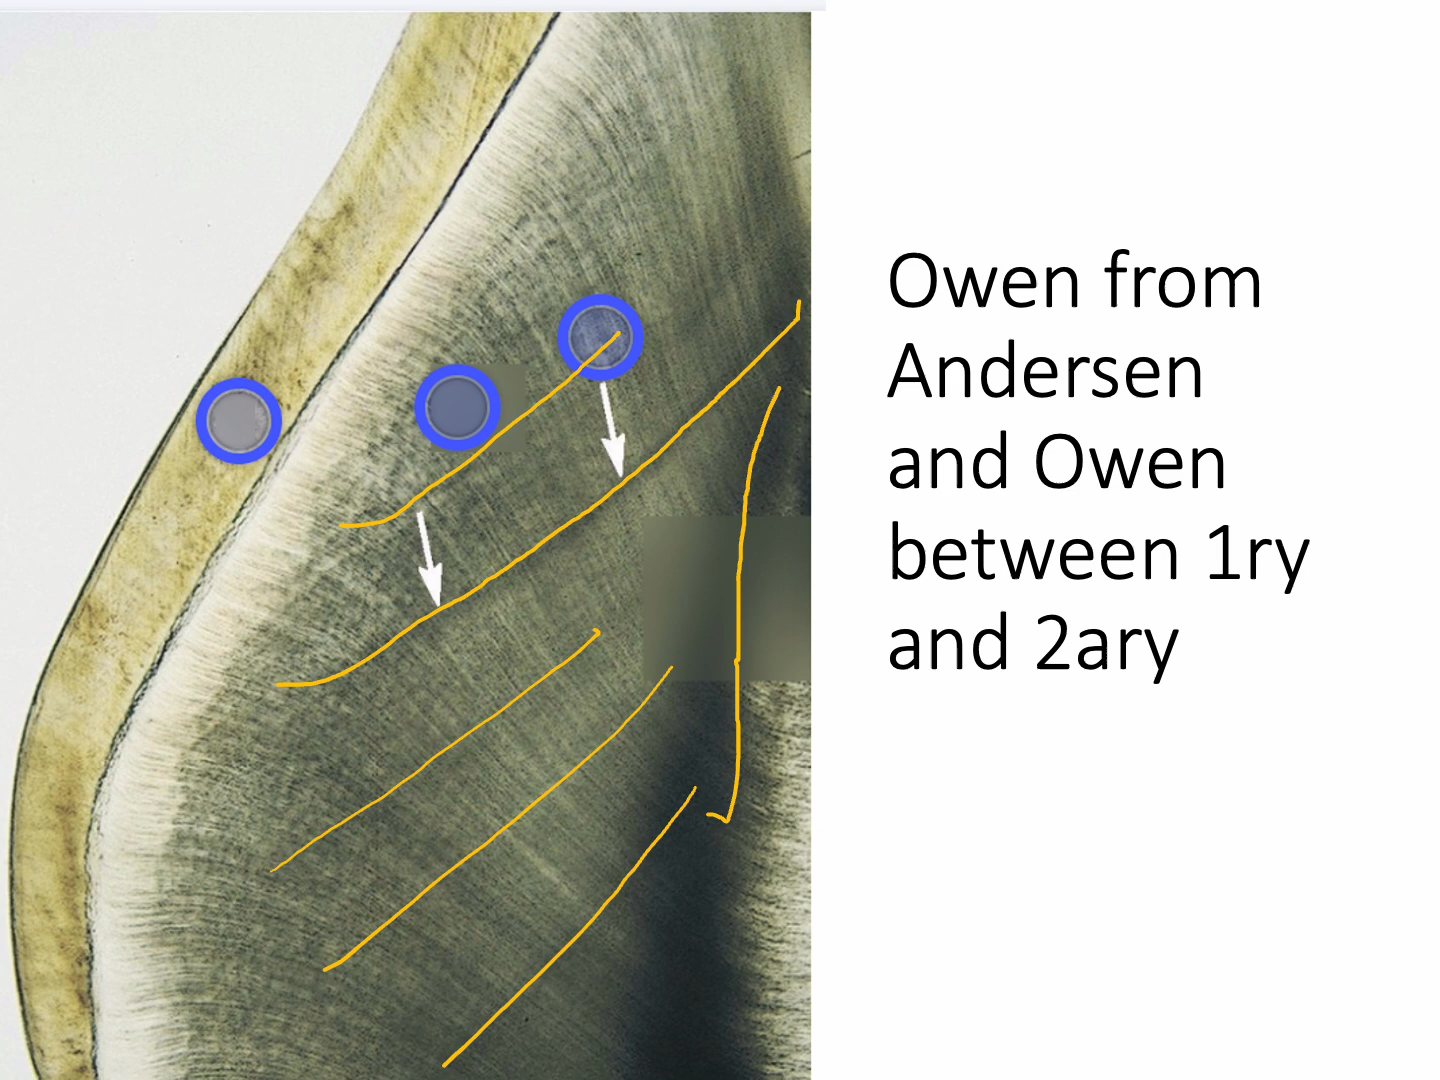 Owen from
Andersen
and Owen
between 1ry
and 2ary